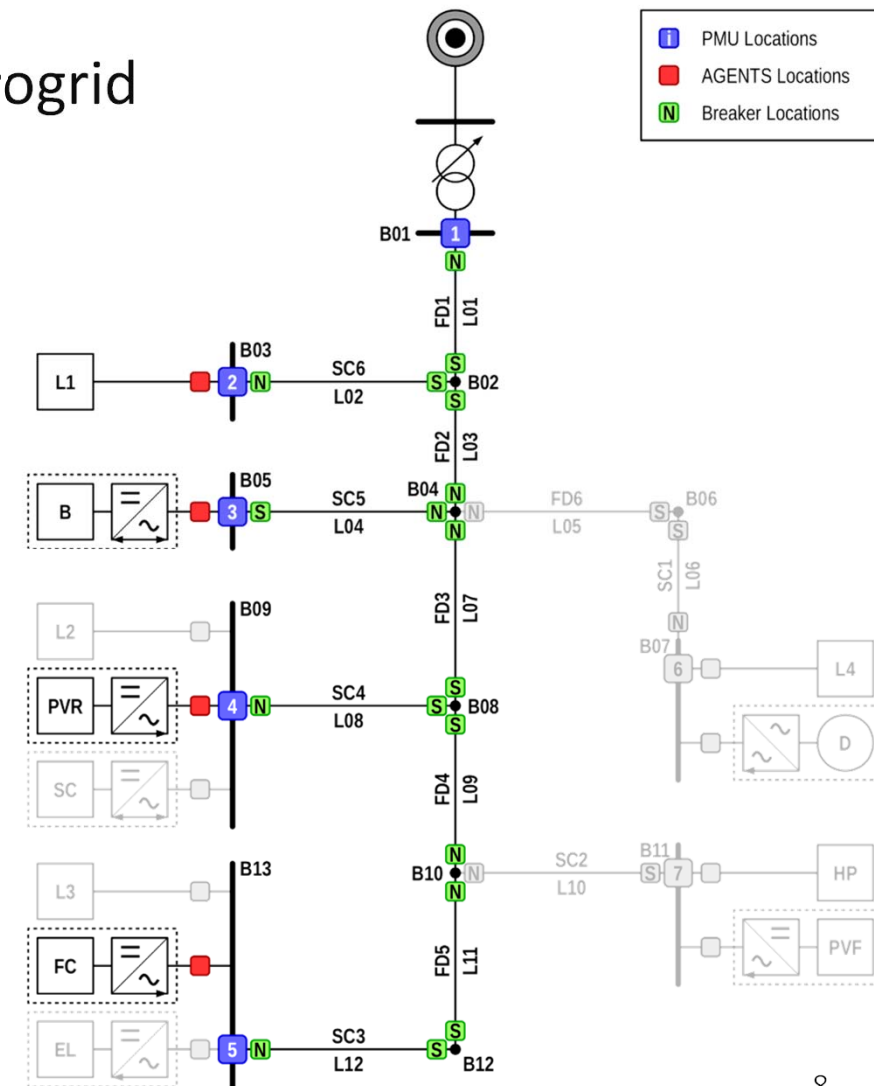 ogrid
i PMU Locations
AGENTS Locations
N Breaker Locations
B01
1
N
FD1
L01
B03
S
L1
2
N
SC6
L02
S
B02
S
FD2
L03
B05
B04
N
B
3
S
SC5
L04
N
N
FD6
L05
S
B06
N
S
SC1
L06
B09
L2
FD3
L07
N
B07
6
L4
PVR
4
N
SC4
L08
S
S
B08
S
D
SC
FD4
L09
B13
N
B11
L3
B10
N
SC2
L10
S
7
HP
N
FC
FD5
L11
PVF
S
EL
5
N
SC3
L12
S
B12
8